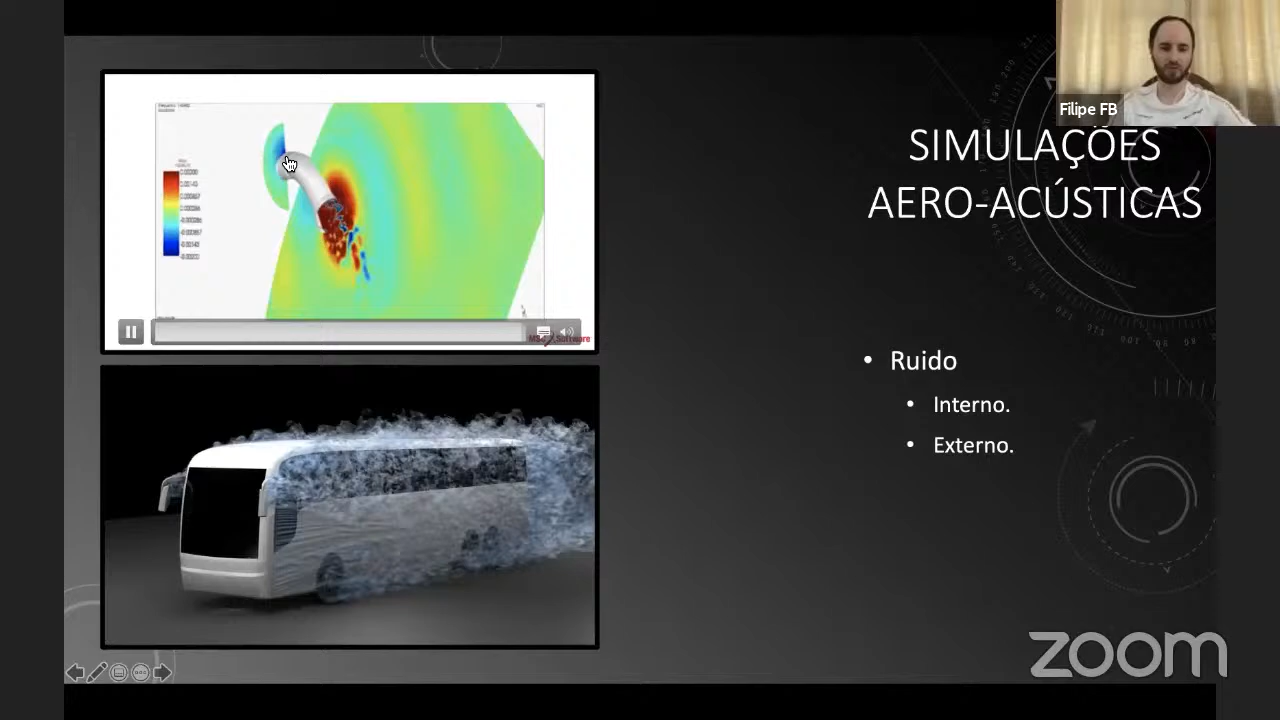 Filipe FB
SIMULAÇÕES
AERO-ACÚSTICAS
• Ruido
• Interno.
• Externo.
zoom